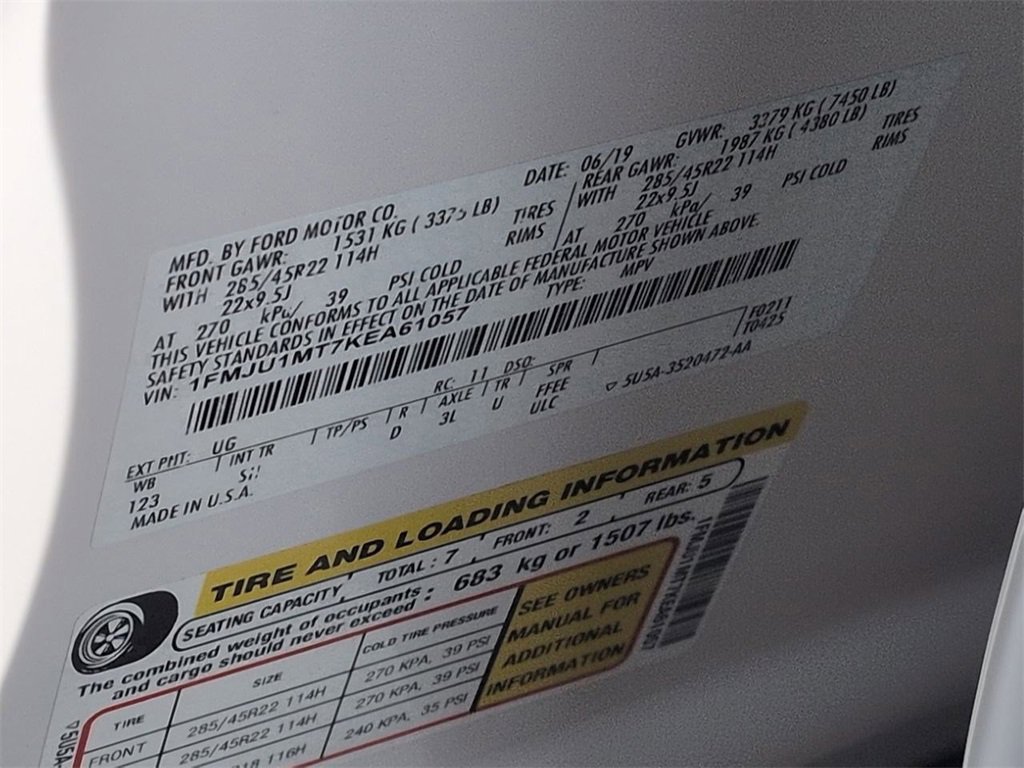 MFD. BY FORD MOTOR CO.
DATE: 06/19 GVWR: 3379 KG ( 7450 LB)
FRONT GAWR: 1531 KG ( 3375 LB)
REAR GAWR: 1987 KG ( 4380 LB)
WITH 285/45R22 114H TIRES
WITH 285/45R22 114H TIRES
22x9.5J RIMS
22x9.5J RIMS
AT 270 kPa/ 39 PSI COLD
AT 270 kPa/ 39 PSI COLD
THIS VEHICLE CONFORMS TO ALL APPLICABLE FEDERAL MOTOR VEHICLE
SAFETY STANDARDS IN EFFECT ON THE DATE OF MANUFACTURE SHOWN ABOVE.
VIN: 1FMJU1MT7KEA61057 TYPE: MPV
F0211
T0425
EXT PNT: UG RC: 11 DSO:
WB INT TR TP/PS R AXLE TR SPR
123 D 3L U FFEE
ULC
MADE IN U.S.A.
▽ 5U5A-3520472-AA
TIRE AND LOADING INFORMATION
SEATING CAPACITY TOTAL : 7 FRONT: 2 REAR: 5
The combined weight of occupants : 683 kg or 1507 lbs.
and cargo should never exceed
TIRE SIZE COLD TIRE PRESSURE
FRONT 285/45R22 114H 270 KPA, 39 PSI
285/45R22 114H 270 KPA, 39 PSI
116H 240 KPA, 35 PSI
SEE OWNERS
MANUAL FOR
ADDITIONAL
INFORMATION
1FMJU1MT7KEA61057
▽5U5A-